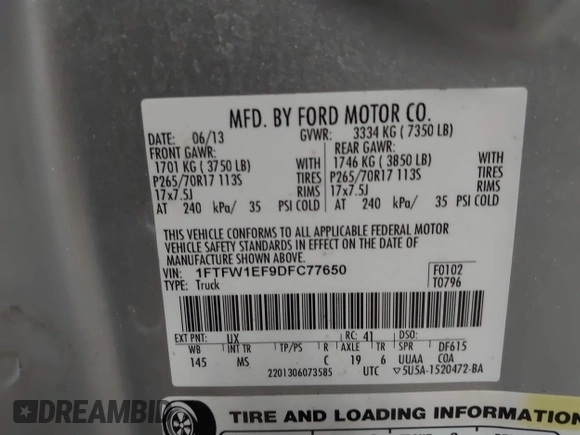 MFD. BY FORD MOTOR CO.
DATE: 06/13 GVWR: 3334 KG ( 7350 LB)
FRONT GAWR: REAR GAWR:
1701 KG ( 3750 LB) WITH 1746 KG ( 3850 LB) WITH
P265/70R17 113S TIRES P265/70R17 113S TIRES
17x7.5J RIMS 17x7.5J RIMS
AT 240 kPa/ 35 PSI COLD AT 240 kPa/ 35 PSI COLD
THIS VEHICLE CONFORMS TO ALL APPLICABLE FEDERAL MOTOR
VEHICLE SAFETY STANDARDS IN EFFECT ON THE DATE OF MANUFACTURE
SHOWN ABOVE.
VIN: 1FTFW1EF9DFC77650 F0102
TYPE: Truck T0796
EXT PNT: UX RC: 41 DSO:
WB INT TR TP/PS R AXLE TR SPR DF615
145 MS C 19 6 UUAA COA
2201306073585 UTC ▽5U5A-1520472-BA
DREAMBID
TIRE AND LOADING INFORMATION